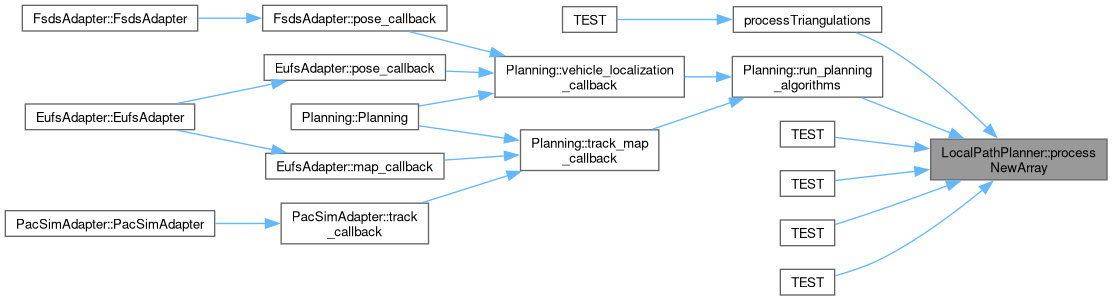 FsdsAdapter::FsdsAdapter
FsdsAdapter::pose_callback
TEST
processTriangulations
EufsAdapter::pose_callback
Planning::vehicle_localization
_callback
Planning::run_planning
_algorithms
EufsAdapter::EufsAdapter
Planning::Planning
TEST
Planning::track_map
_callback
LocalPathPlanner::process
NewArray
EufsAdapter::map_callback
TEST
PacSimAdapter::PacSimAdapter
PacSimAdapter::track
_callback
TEST
TEST